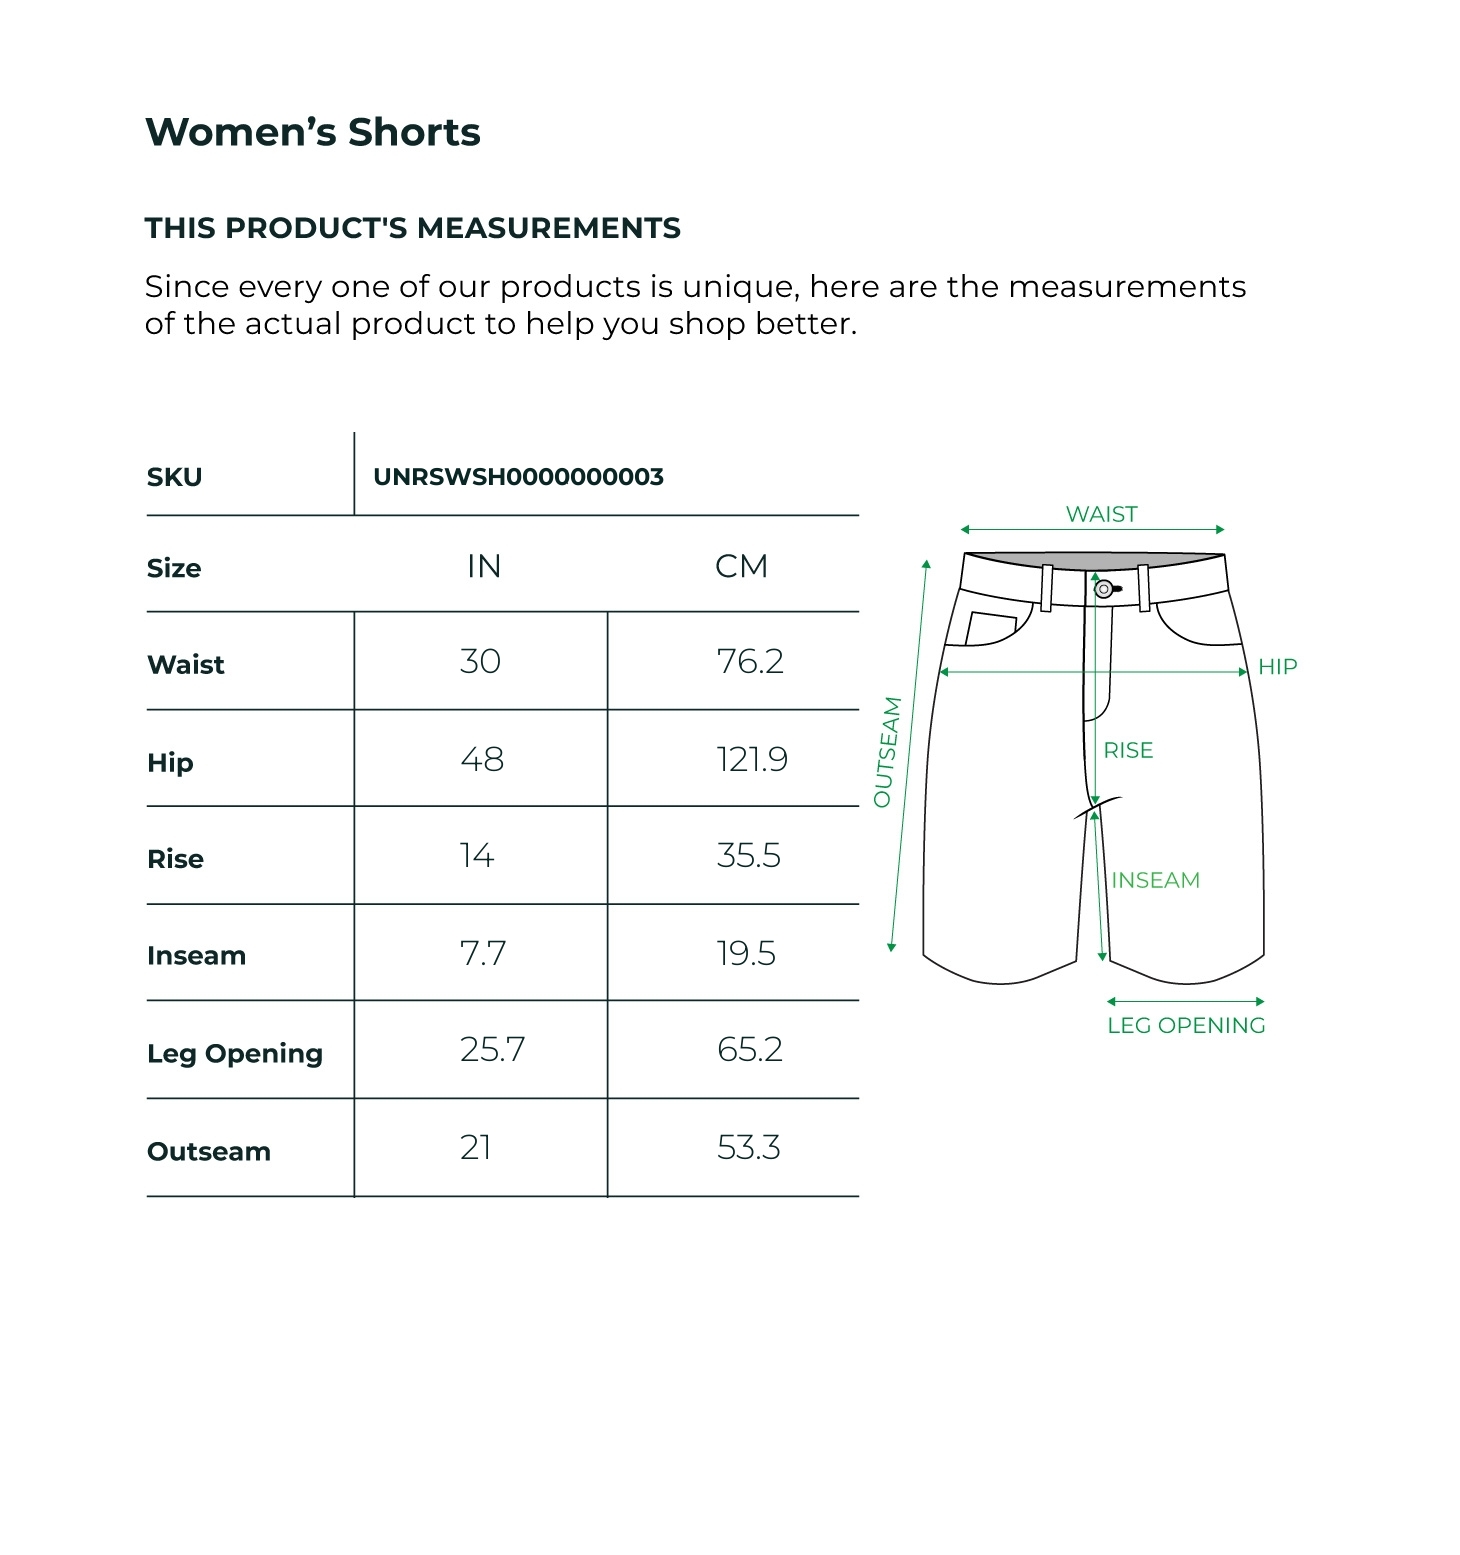 Women’s Shorts
THIS PRODUCT'S MEASUREMENTS
Since every one of our products is unique, here are the measurements
of the actual product to help you shop better.
SKU UNRSWSH0000000003
Size IN CM
Waist 30 76.2
Hip 48 121.9
Rise 14 35.5
Inseam 7.7 19.5
Leg Opening 25.7 65.2
Outseam 21 53.3
WAIST
HIP
OUTSEAM
RISE
INSEAM
LEG OPENING